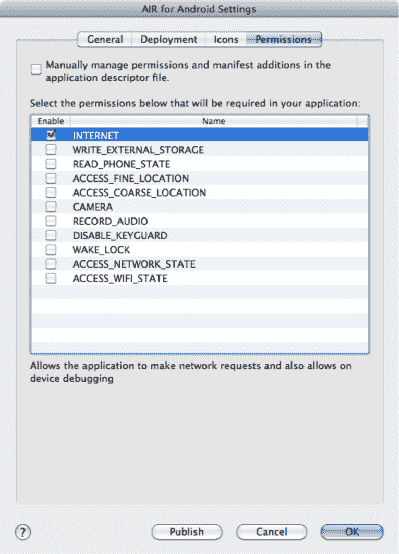 AIR for Android Settings
General Deployment Icons Permissions
Manually manage permissions and manifest additions in the
application descriptor file.
Select the permissions below that will be required in your application:
Enable Name
INTERNET
WRITE_EXTERNAL_STORAGE
READ_PHONE_STATE
ACCESS_FINE_LOCATION
ACCESS_COARSE_LOCATION
CAMERA
RECORD_AUDIO
DISABLE_KEYGUARD
WAKE_LOCK
ACCESS_NETWORK_STATE
ACCESS_WIFI_STATE
Allows the application to make network requests and also allows on
device debugging
? Publish Cancel OK